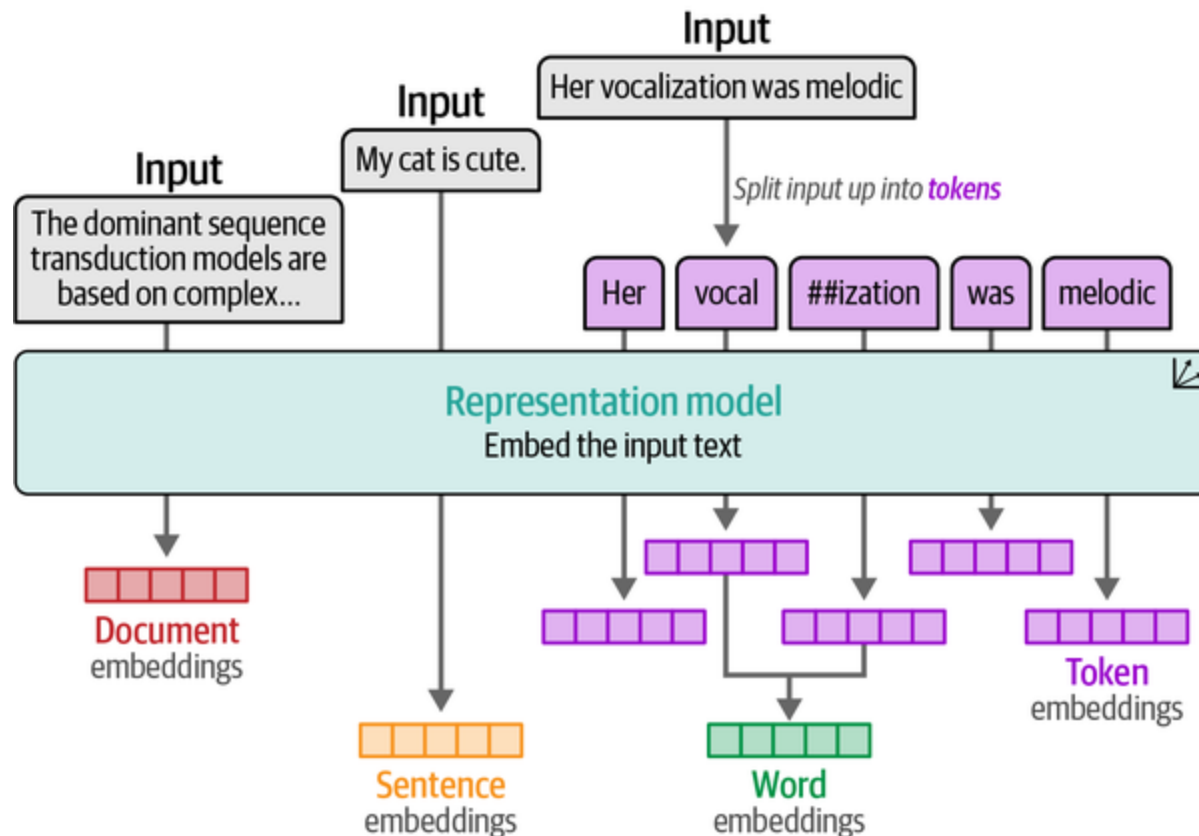 Input
Her vocalization was melodic
Input
My cat is cute.
Input
The dominant sequence
transduction models are
based on complex...
Split input up into tokens
Her
vocal
##ization
was
melodic
Representation model
Embed the input text
Document
embeddings
Token
embeddings
Sentence
embeddings
Word
embeddings